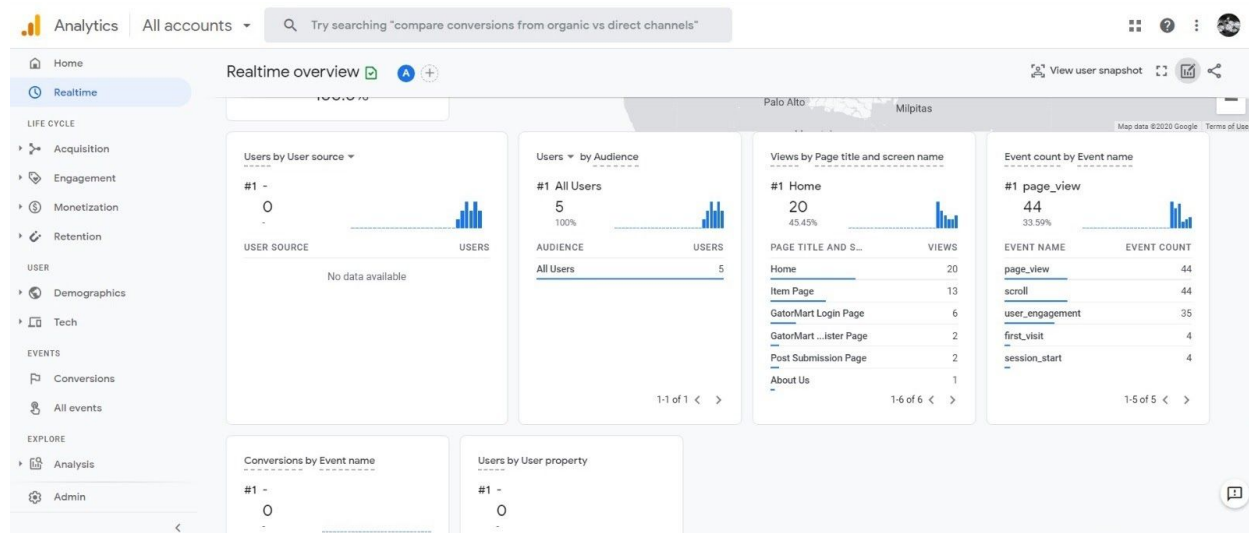 Analytics
All accounts
Try searching "compare conversions from organic vs direct channels"
Home
Realtime
LIFE CYCLE
Acquisition
Engagement
Monetization
Retention
USER
Demographics
Tech
EVENTS
Conversions
All events
EXPLORE
Analysis
Admin
Realtime overview
A
View user snapshot
Palo Alto
Milpitas
Map data ©2020 Google
Terms of Use
Users by User source
#1 -
0
-
USER SOURCE USERS
No data available
Users by Audience
#1 All Users
5
100%
AUDIENCE USERS
All Users 5
1-1 of 1
Views by Page title and screen name
#1 Home
20
45.45%
PAGE TITLE AND S... VIEWS
Home 20
Item Page 13
GatorMart Login Page 6
GatorMart ...ister Page 2
Post Submission Page 2
About Us 1
1-6 of 6
Event count by Event name
#1 page_view
44
33.59%
EVENT NAME EVENT COUNT
page_view 44
scroll 44
user_engagement 35
first_visit 4
session_start 4
1-5 of 5
Conversions by Event name
#1 -
0
-
Users by User property
#1 -
0
-